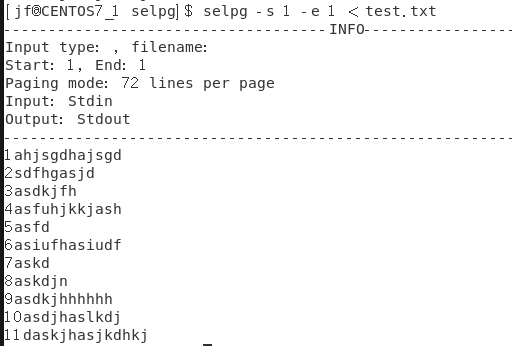 [jf@CENTOS7_1 selpg]$ selpg -s 1 -e 1 < test.txt
-----------------------------------INFO-----------------
Input type: , filename:
Start: 1, End: 1
Paging mode: 72 lines per page
Input: Stdin
Output: Stdout
--------------------------------------------------------
1ahjsgdhajsgd
2sdfhgasjd
3asdkjfh
4asfuhjkkjash
5asfd
6asiufhasiudf
7askd
8askdjn
9asdkjhhhhhh
10asdjhaslkdj
11daskjhasjkdhkj